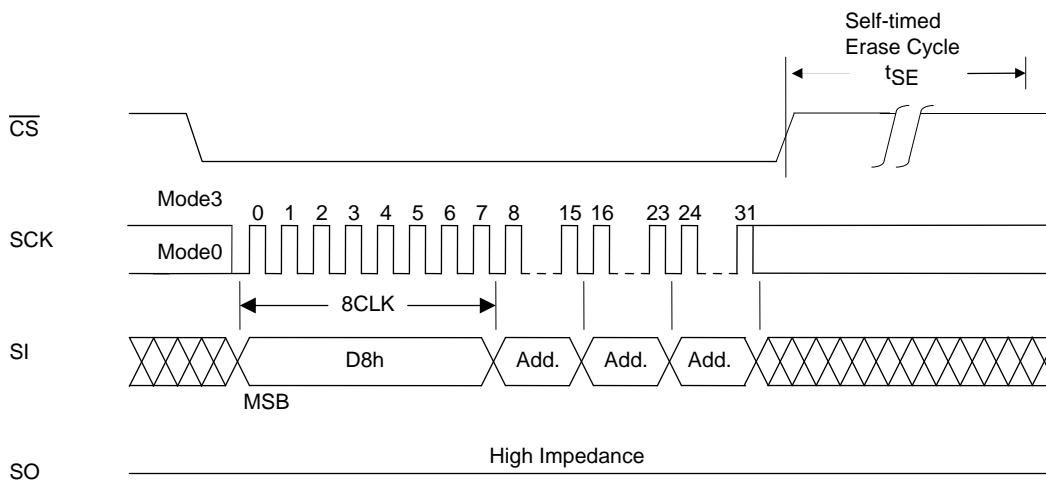 Self-timed
Erase Cycle
tSE
CS
Mode3
0 1 2 3 4 5 6 7 8 15 16 23 24 31
SCK
Mode0
8CLK
SI
D8h Add. Add. Add.
MSB
High Impedance
SO